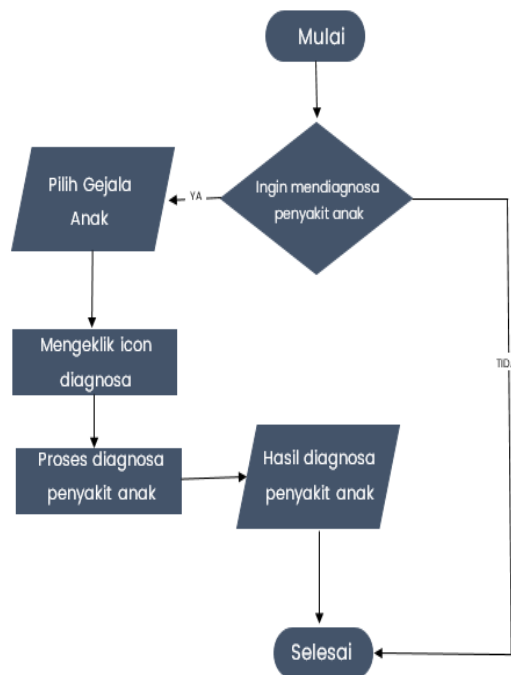 Mulai
Ingin mendiagnosa
penyakit anak
YA
Pilih Gejala
Anak
Mengeklik icon
diagnosa
Proses diagnosa
penyakit anak
Hasil diagnosa
penyakit anak
Selesai